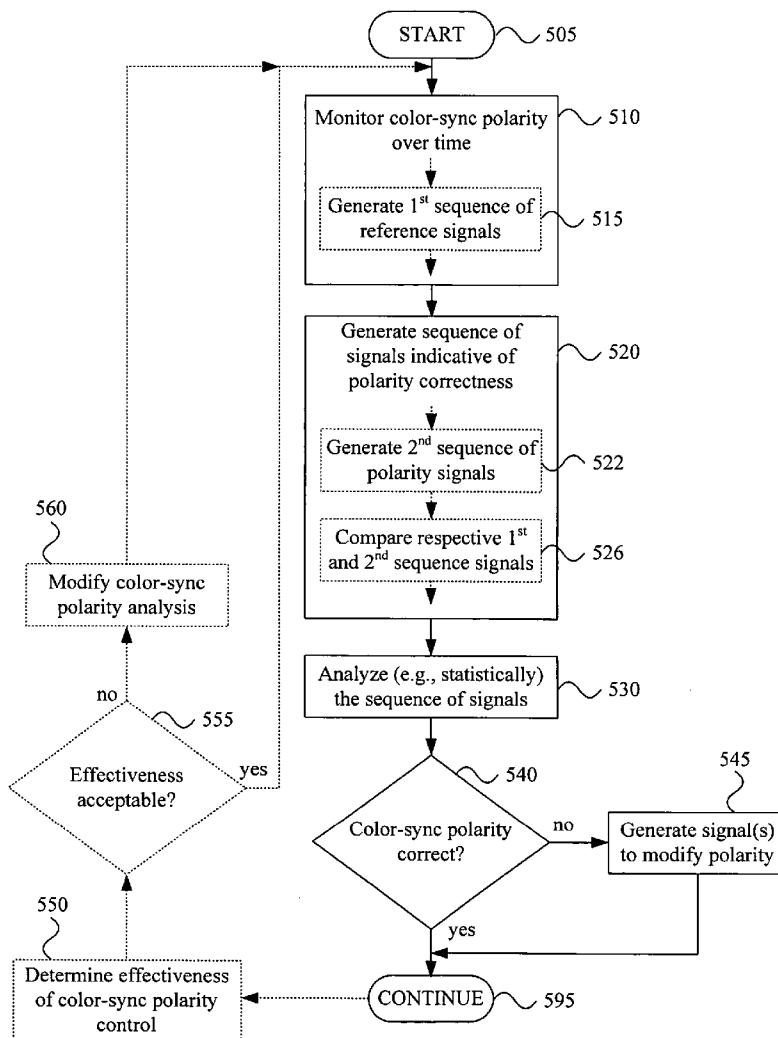 START
505
Monitor color-sync polarity
over time
510
Generate 1st sequence of
reference signals
515
Generate sequence of
signals indicative of
polarity correctness
520
Generate 2nd sequence of
polarity signals
522
Compare respective 1st
and 2nd sequence signals
526
560
Modify color-sync
polarity analysis
Analyze (e.g., statistically)
the sequence of signals
530
no
555
Effectiveness
acceptable?
yes
540
Color-sync polarity
correct?
no
545
Generate signal(s)
to modify polarity
yes
550
Determine effectiveness
of color-sync polarity
control
CONTINUE
595